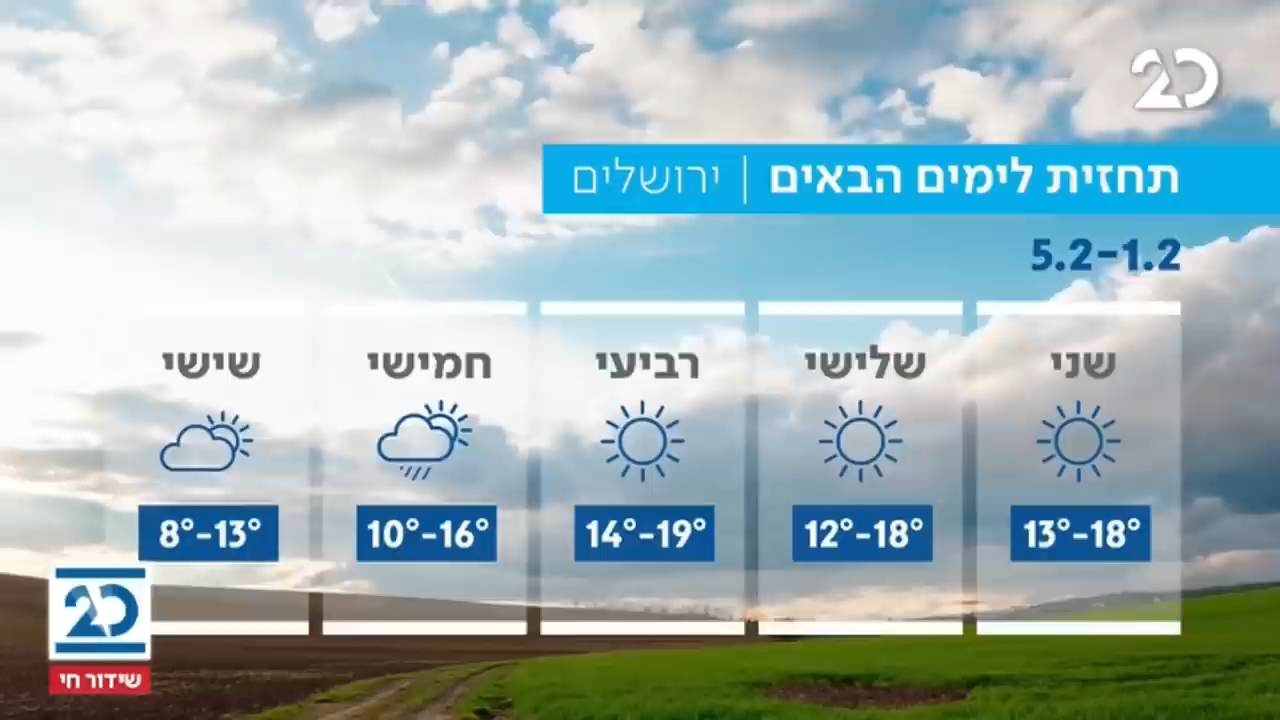 20
תחזית לימים הבאים | ירושלים
5.2-1.2
שני שלישי רביעי חמישי שישי
13°-18° 12°-18° 14°-19° 10°-16° 8°-13°
20
שידור חי